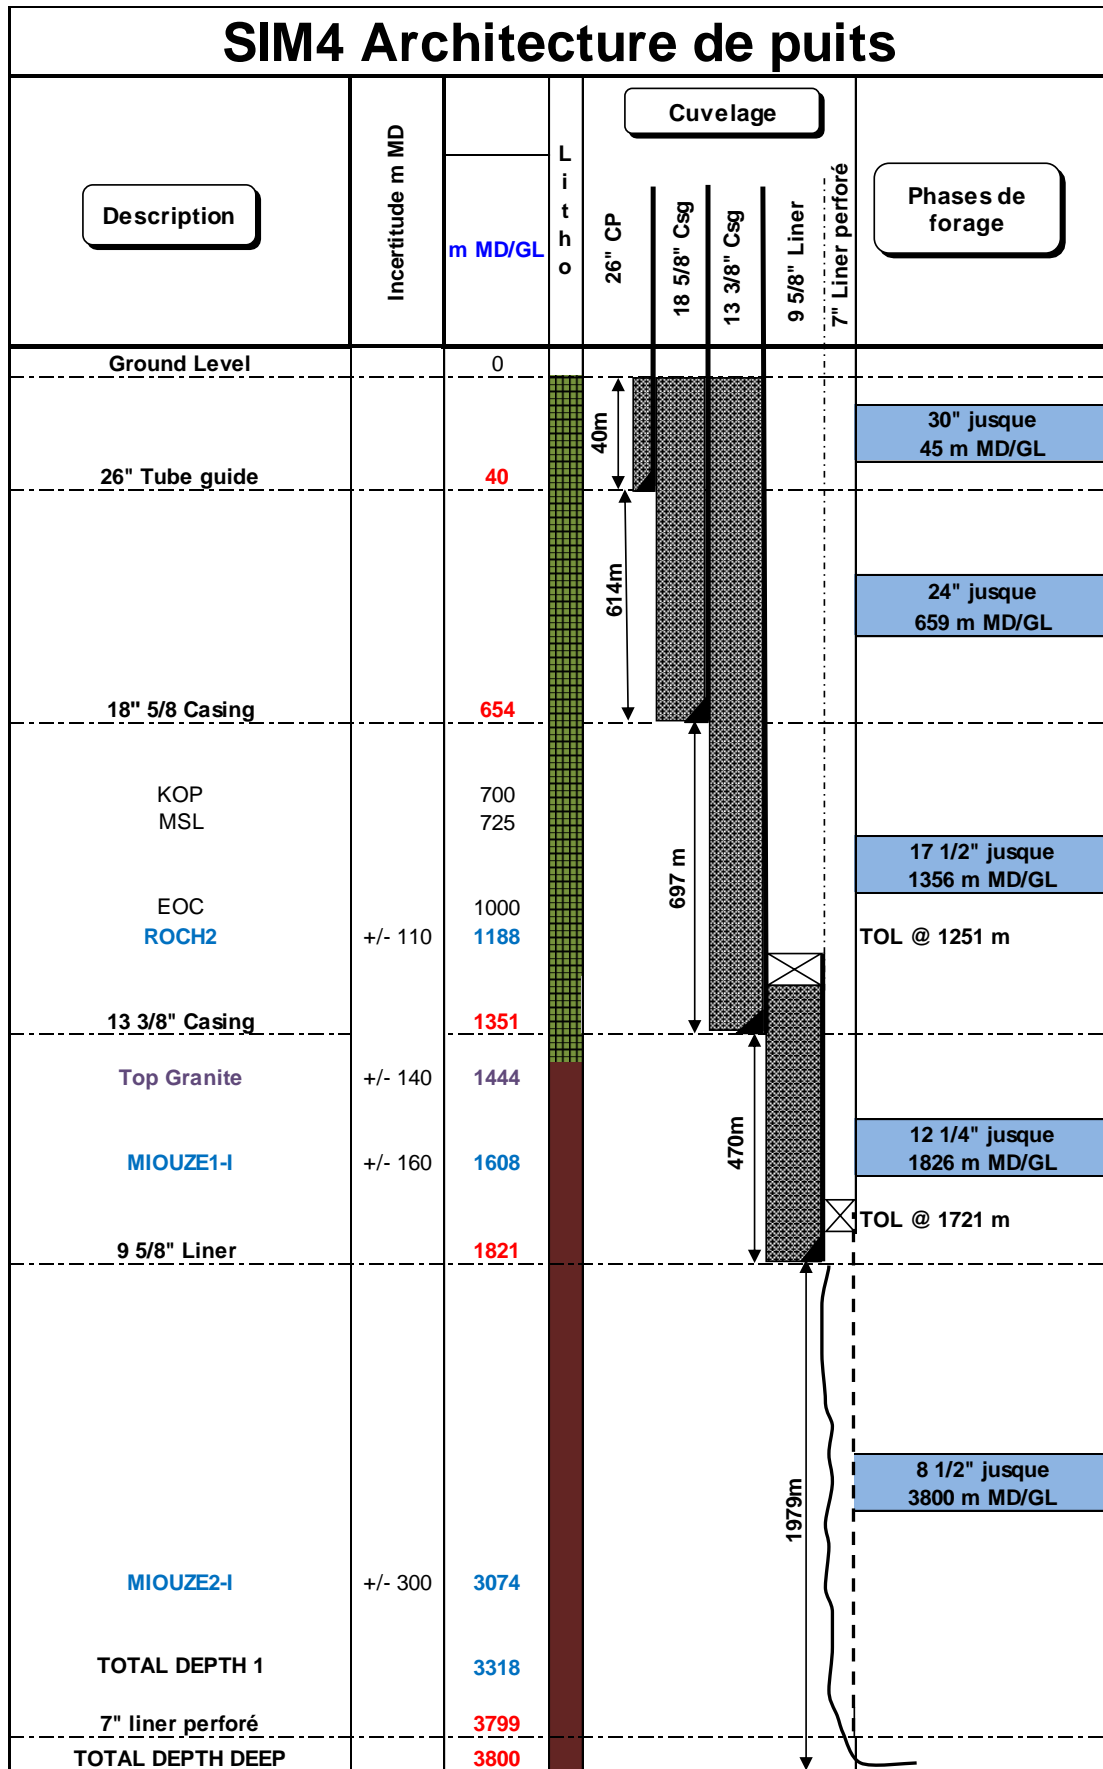 SIM4 Architecture de puits
Description
Incertitude m MD
m MD/GL
Litho
Cuvelage
26" CP
18 5/8" Csg
13 3/8" Csg
9 5/8" Liner
7" Liner perforé
Phases de
forage
Ground Level 0
40m
30" jusque
45 m MD/GL
26" Tube guide 40
614m
24" jusque
659 m MD/GL
18" 5/8 Casing 654
KOP 700
MSL 725
697 m
17 1/2" jusque
1356 m MD/GL
EOC 1000
ROCH2 +/- 110 1188 TOL @ 1251 m
13 3/8" Casing 1351
Top Granite +/- 140 1444
470m
12 1/4" jusque
1826 m MD/GL
MIOUZE1-I +/- 160 1608
TOL @ 1721 m
9 5/8" Liner 1821
1979m
8 1/2" jusque
3800 m MD/GL
MIOUZE2-I +/- 300 3074
TOTAL DEPTH 1 3318
7" liner perforé 3799
TOTAL DEPTH DEEP 3800